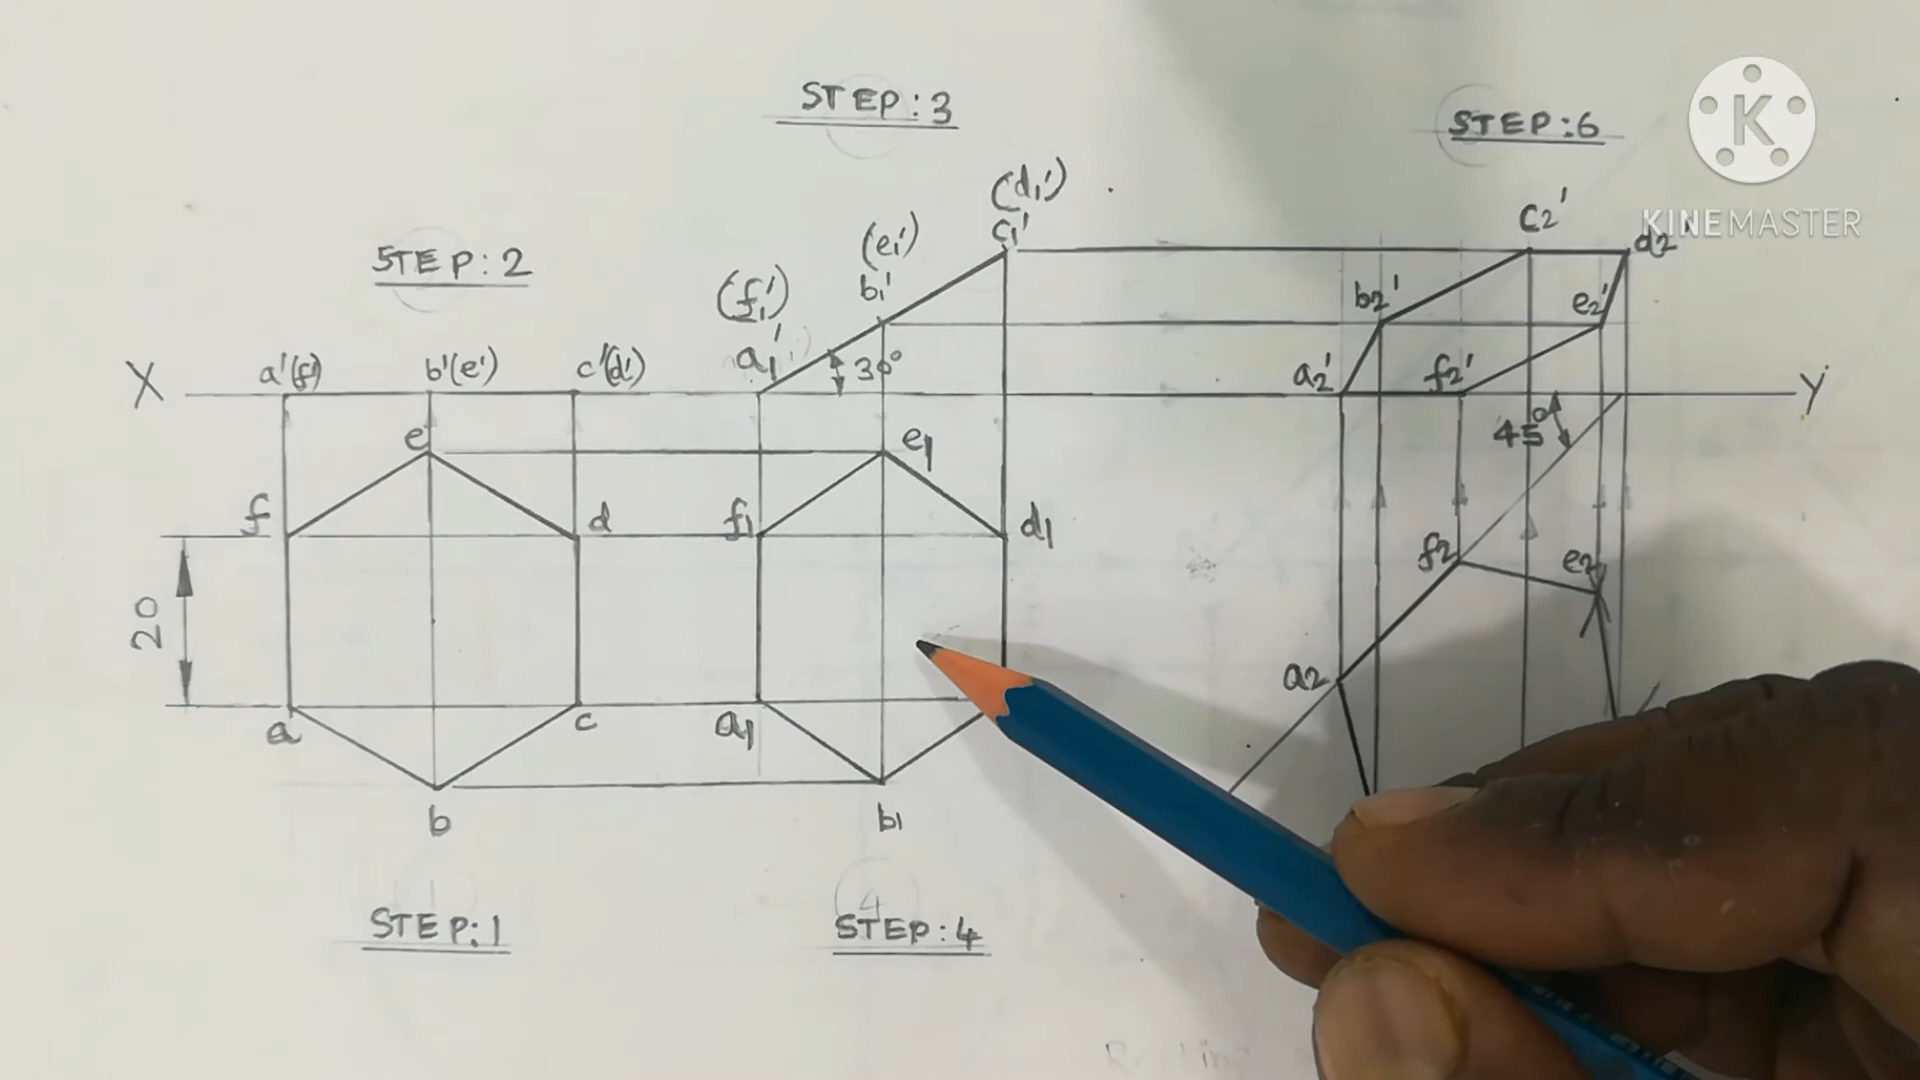 STEP:3
STEP:6
K
KINEMASTER
(d1')
c1'
c2'
d2'
STEP:2
(e1')
b1'
(f1')
a1'
30°
b2'
e2'
a2'
f2'
X
a'(f')
b'(e')
c'(d')
Y
45°
e
e1
f
d
f1
d1
f2
e2
20
a
c
a1
a2
b
b1
4
STEP:1
STEP:4